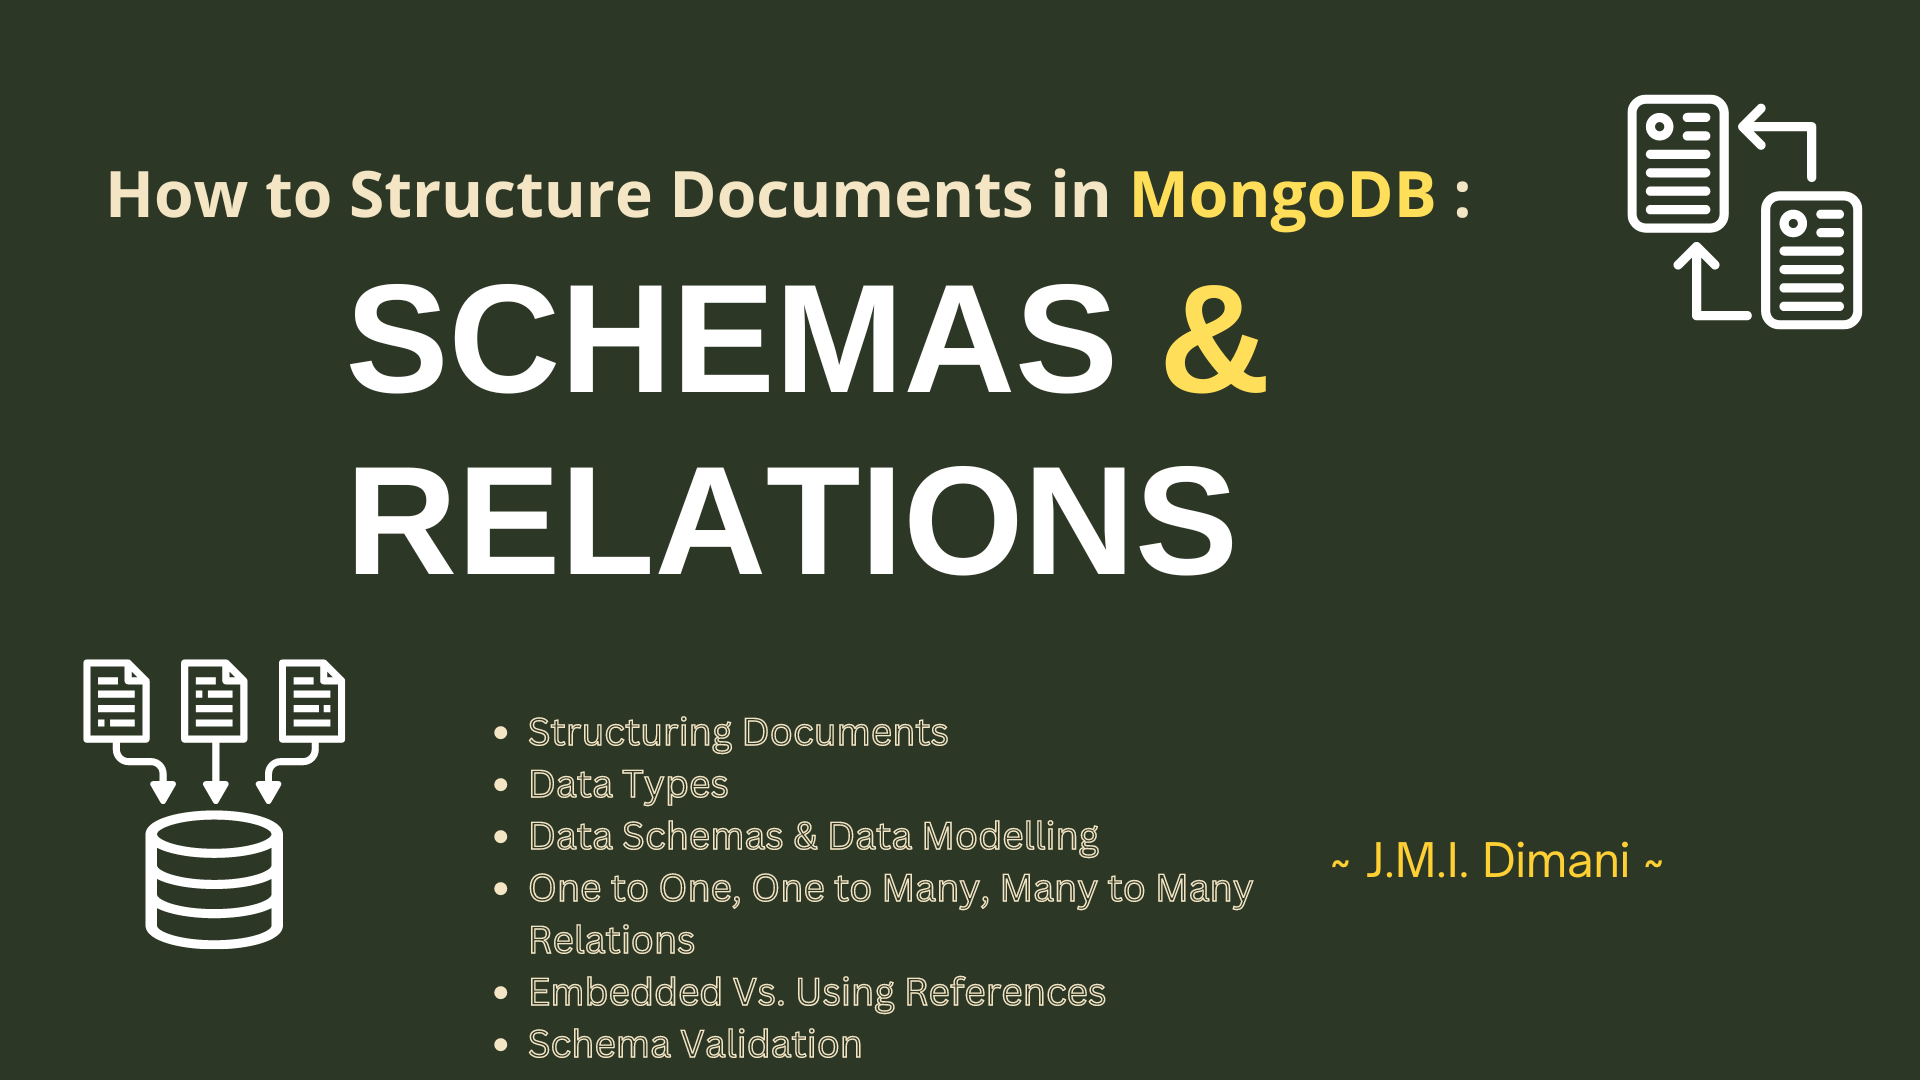 How to Structure Documents in MongoDB :
SCHEMAS &
RELATIONS
• Structuring Documents
• Data Types
• Data Schemas & Data Modelling
• One to One, One to Many, Many to Many
Relations
• Embedded Vs. Using References
• Schema Validation
~ J.M.I. Dimani ~